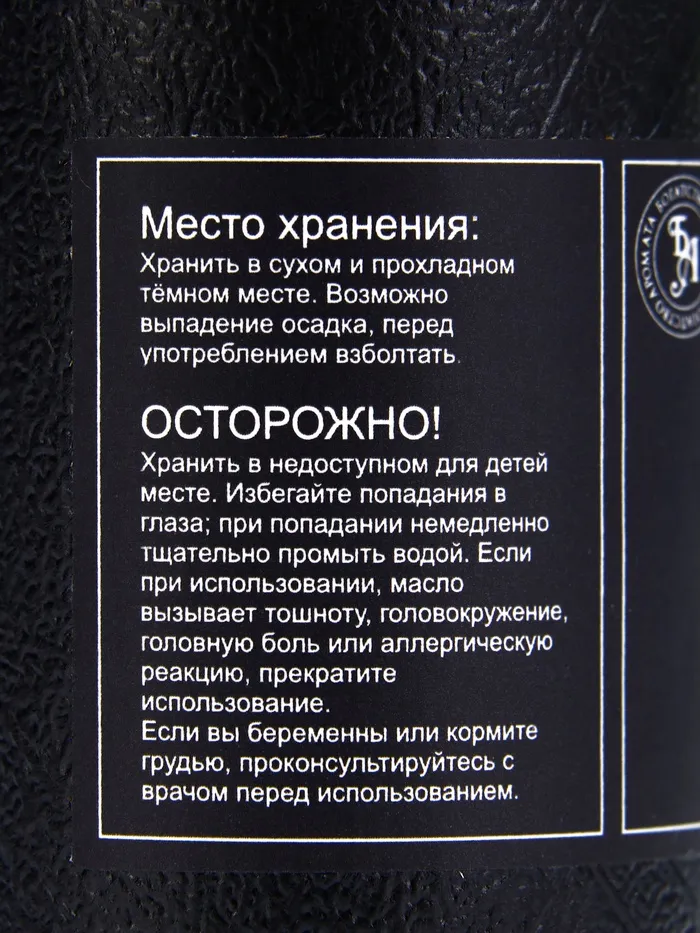 Место хранения:
Хранить в сухом и прохладном
тёмном месте. Возможно
выпадение осадка, перед
употреблением взболтать.
ОСТОРОЖНО!
Хранить в недоступном для детей
месте. Избегайте попадания в
глаза; при попадании немедленно
тщательно промыть водой. Если
при использовании, масло
вызывает тошноту, головокружение,
головную боль или аллергическую
реакцию, прекратите
использование.
Если вы беременны или кормите
грудью, проконсультируйтесь с
врачом перед использованием.
АРОМАТА